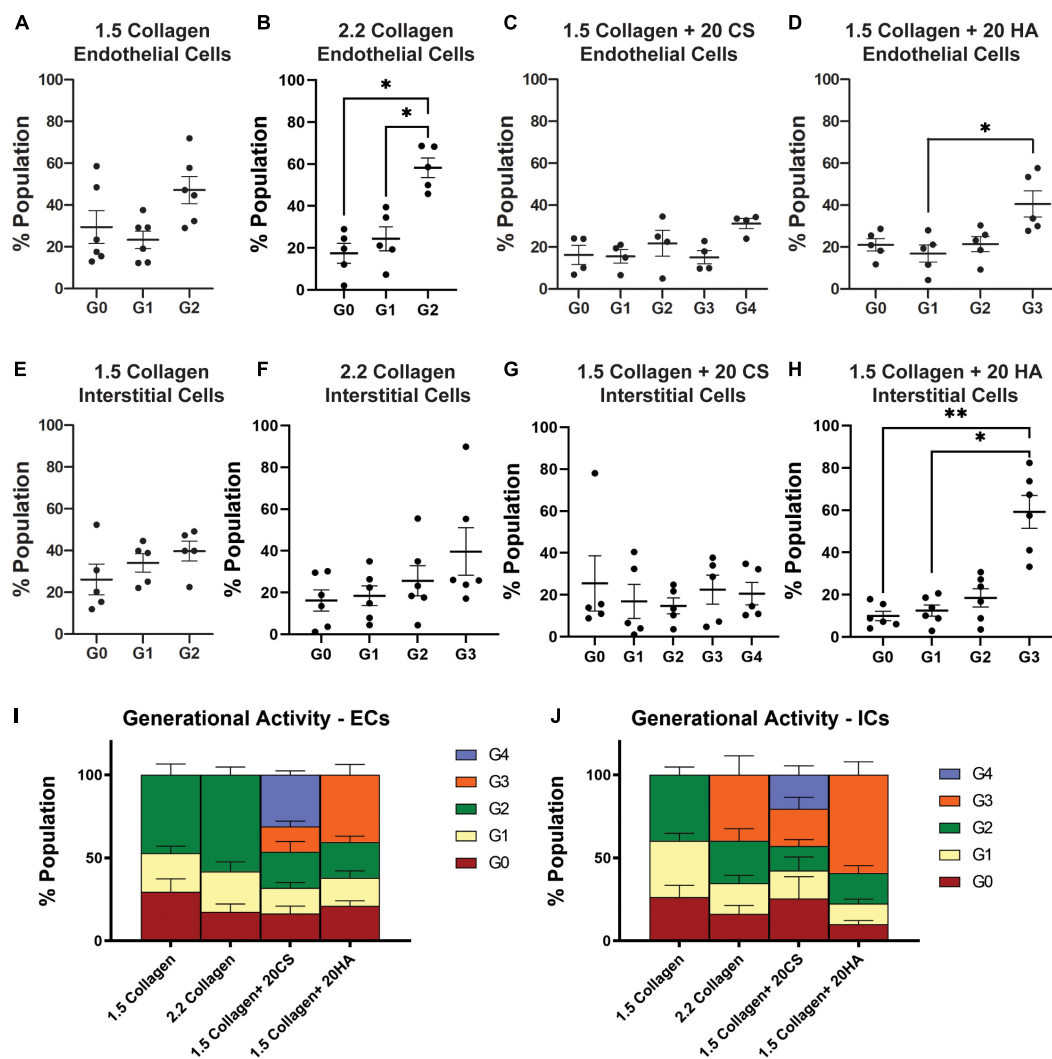 A
1.5 Collagen
Endothelial Cells
% Population
100
80
60
40
20
0
G0 G1 G2
B
2.2 Collagen
Endothelial Cells
% Population
100
80
60
40
20
0
* *
G0 G1 G2
C
1.5 Collagen + 20 CS
Endothelial Cells
% Population
100
80
60
40
20
0
G0 G1 G2 G3 G4
D
1.5 Collagen + 20 HA
Endothelial Cells
% Population
100
80
60
40
20
0
*
G0 G1 G2 G3
E
1.5 Collagen
Interstitial Cells
% Population
100
80
60
40
20
0
G0 G1 G2
F
2.2 Collagen
Interstitial Cells
% Population
100
80
60
40
20
0
G0 G1 G2 G3
G
1.5 Collagen + 20 CS
Interstitial Cells
% Population
100
80
60
40
20
0
G0 G1 G2 G3 G4
H
1.5 Collagen + 20 HA
Interstitial Cells
% Population
100
80
60
40
20
0
**
*
G0 G1 G2 G3
I
Generational Activity - ECs
% Population
100
50
0
1.5 Collagen
2.2 Collagen
1.5 Collagen+ 20CS
1.5 Collagen+ 20HA
G4
G3
G2
G1
G0
J
Generational Activity - ICs
% Population
100
50
0
1.5 Collagen
2.2 Collagen
1.5 Collagen+ 20CS
1.5 Collagen+ 20HA
G4
G3
G2
G1
G0